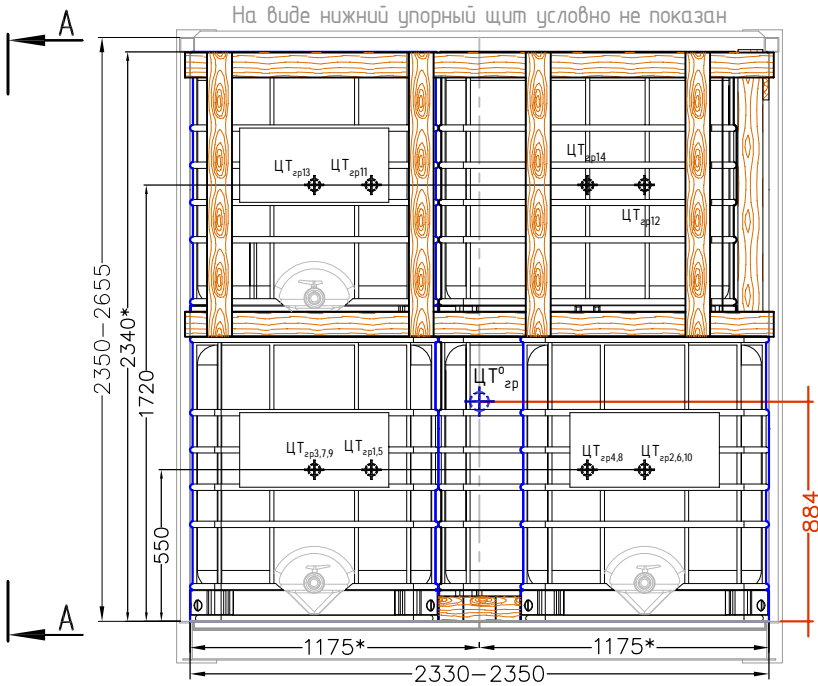 На виде нижний упорный щит условно не показан
А
2350–2655
2340*
1720
550
ЦТгр13
ЦТгр11
ЦТгр14
ЦТгр12
ЦТ°гр
ЦТгр3,7,9
ЦТгр1,5
ЦТгр4,8
ЦТгр2,6,10
884
А
1175*
1175*
2330–2350